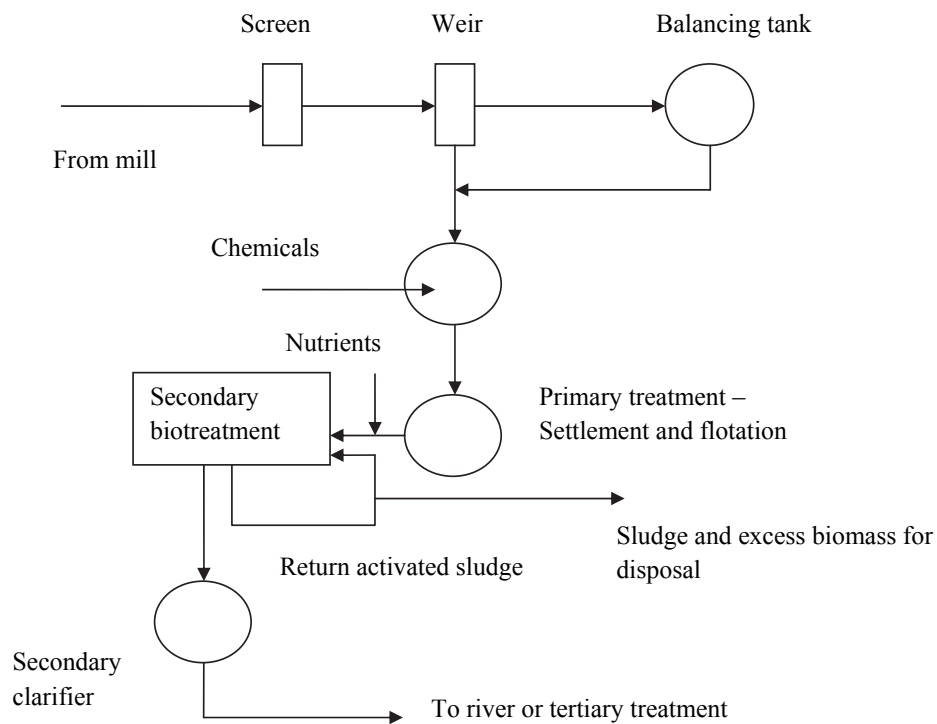 Screen
Weir
Balancing tank
From mill
Chemicals
Nutrients
Secondary
biotreatment
Primary treatment –
Settlement and flotation
Sludge and excess biomass for
disposal
Return activated sludge
Secondary
clarifier
To river or tertiary treatment